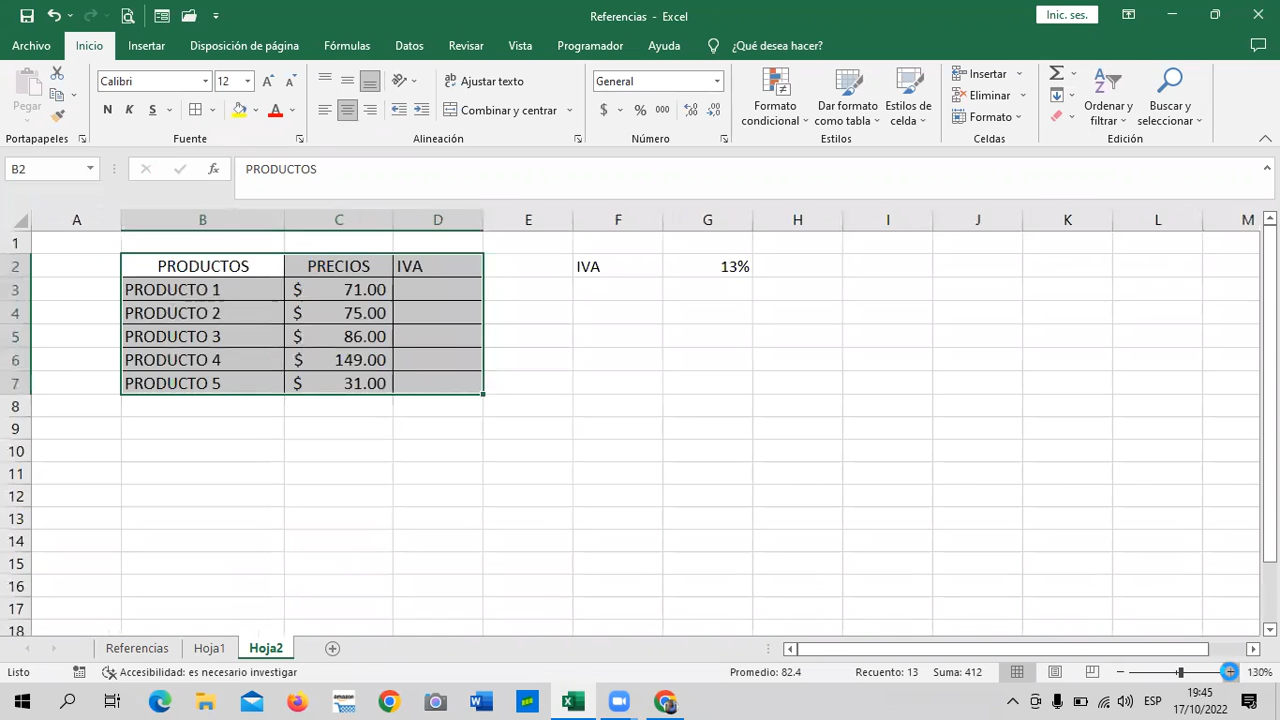 Referencias - Excel
Inic. ses.
Archivo Inicio Insertar Disposición de página Fórmulas Datos Revisar Vista Programador Ayuda ¿Qué desea hacer?
Pegar
Calibri 12
N K S
Ajustar texto
Combinar y centrar
General
$ % 000
Formato condicional
Dar formato como tabla
Estilos de celda
Insertar
Eliminar
Formato
Ordenar y filtrar
Buscar y seleccionar
Portapapeles Fuente Alineación Número Estilos Celdas Edición
B2 fx PRODUCTOS
A B C D E F G H I J K L M
1
2 PRODUCTOS PRECIOS IVA IVA 13%
3 PRODUCTO 1 $ 71.00
4 PRODUCTO 2 $ 75.00
5 PRODUCTO 3 $ 86.00
6 PRODUCTO 4 $ 149.00
7 PRODUCTO 5 $ 31.00
8
9
10
11
12
13
14
15
16
17
18
Referencias Hoja1 Hoja2
Listo Accesibilidad: es necesario investigar Promedio: 82.4 Recuento: 13 Suma: 412 130%
ESP 19:45
17/10/2022